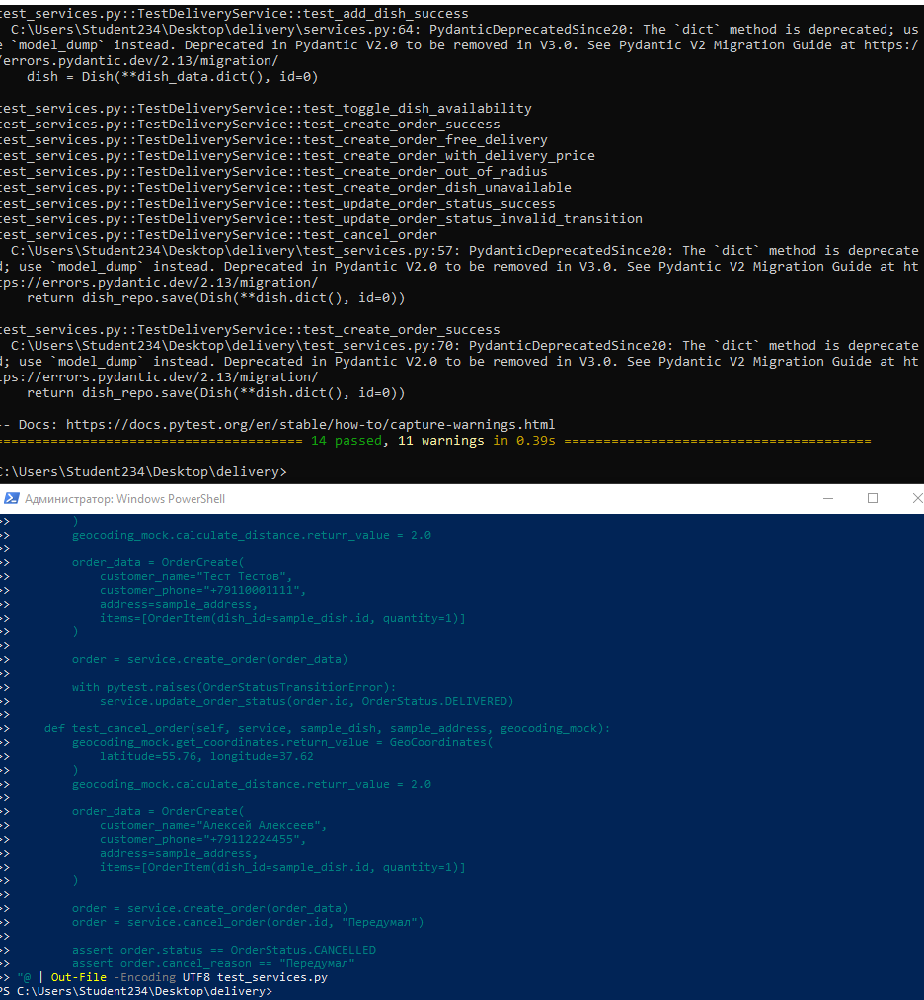 test_services.py::TestDeliveryService::test_add_dish_success
  C:\Users\Student234\Desktop\delivery\services.py:64: PydanticDeprecatedSince20: The `dict` method is deprecated; us
e `model_dump` instead. Deprecated in Pydantic V2.0 to be removed in V3.0. See Pydantic V2 Migration Guide at https:/
/errors.pydantic.dev/2.13/migration/
    dish = Dish(**dish_data.dict(), id=0)

test_services.py::TestDeliveryService::test_toggle_dish_availability
test_services.py::TestDeliveryService::test_create_order_success
test_services.py::TestDeliveryService::test_create_order_free_delivery
test_services.py::TestDeliveryService::test_create_order_with_delivery_price
test_services.py::TestDeliveryService::test_create_order_out_of_radius
test_services.py::TestDeliveryService::test_create_order_dish_unavailable
test_services.py::TestDeliveryService::test_update_order_status_success
test_services.py::TestDeliveryService::test_update_order_status_invalid_transition
test_services.py::TestDeliveryService::test_cancel_order
  C:\Users\Student234\Desktop\delivery\test_services.py:57: PydanticDeprecatedSince20: The `dict` method is deprecate
d; use `model_dump` instead. Deprecated in Pydantic V2.0 to be removed in V3.0. See Pydantic V2 Migration Guide at ht
tps://errors.pydantic.dev/2.13/migration/
    return dish_repo.save(Dish(**dish.dict(), id=0))

test_services.py::TestDeliveryService::test_create_order_success
  C:\Users\Student234\Desktop\delivery\test_services.py:70: PydanticDeprecatedSince20: The `dict` method is deprecate
d; use `model_dump` instead. Deprecated in Pydantic V2.0 to be removed in V3.0. See Pydantic V2 Migration Guide at ht
tps://errors.pydantic.dev/2.13/migration/
    return dish_repo.save(Dish(**dish.dict(), id=0))

-- Docs: https://docs.pytest.org/en/stable/how-to/capture-warnings.html
======================================= 14 passed, 11 warnings in 0.39s =======================================

C:\Users\Student234\Desktop\delivery>
Администратор: Windows PowerShell
>>         )
>>         geocoding_mock.calculate_distance.return_value = 2.0
>>
>>         order_data = OrderCreate(
>>             customer_name="Тест Тестов",
>>             customer_phone="+79110001111",
>>             address=sample_address,
>>             items=[OrderItem(dish_id=sample_dish.id, quantity=1)]
>>         )
>>
>>         order = service.create_order(order_data)
>>
>>         with pytest.raises(OrderStatusTransitionError):
>>             service.update_order_status(order.id, OrderStatus.DELIVERED)
>>
>>     def test_cancel_order(self, service, sample_dish, sample_address, geocoding_mock):
>>         geocoding_mock.get_coordinates.return_value = GeoCoordinates(
>>             latitude=55.76, longitude=37.62
>>         )
>>         geocoding_mock.calculate_distance.return_value = 2.0
>>
>>         order_data = OrderCreate(
>>             customer_name="Алексей Алексеев",
>>             customer_phone="+79112224455",
>>             address=sample_address,
>>             items=[OrderItem(dish_id=sample_dish.id, quantity=1)]
>>         )
>>
>>         order = service.create_order(order_data)
>>         order = service.cancel_order(order.id, "Передумал")
>>
>>         assert order.status == OrderStatus.CANCELLED
>>         assert order.cancel_reason == "Передумал"
>> "@ | Out-File -Encoding UTF8 test_services.py
PS C:\Users\Student234\Desktop\delivery>